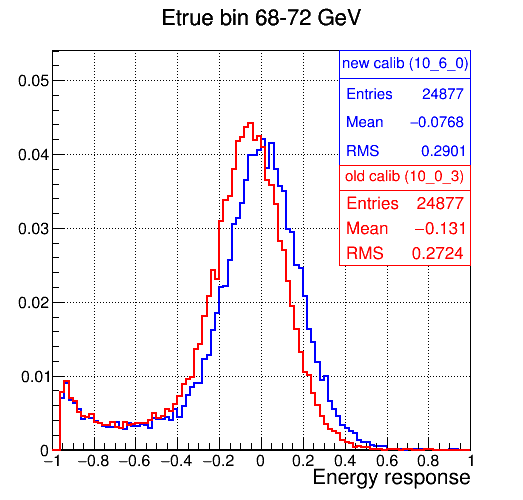 Etrue bin 68-72 GeV
new calib (10_6_0)
Entries 24877
Mean −0.0768
RMS 0.2901
old calib (10_0_3)
Entries 24877
Mean −0.131
RMS 0.2724
0.05
0.04
0.03
0.02
0.01
0
−1 −0.8 −0.6 −0.4 −0.2 0 0.2 0.4 0.6 0.8 1
Energy response